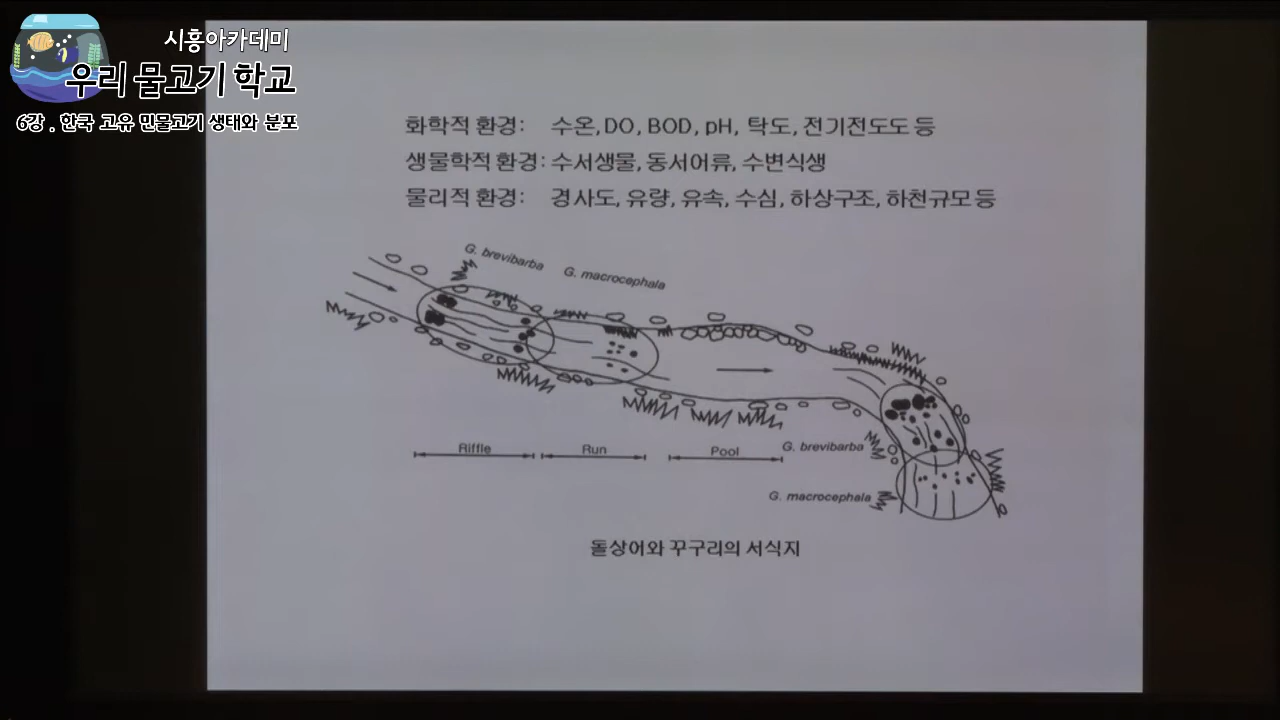 시흥아카데미
우리 물고기 학교
6강 . 한국 고유 민물고기 생태와 분포
화학적 환경: 수온, DO, BOD, pH, 탁도, 전기전도도 등
생물학적 환경: 수서생물, 동서어류, 수변식생
물리적 환경: 경사도, 유량, 유속, 수심, 하상구조, 하천규모 등
G. brevibarba
G. macrocephala
Riffle
Run
Pool
G. brevibarba
G. macrocephala
돌상어와 꾸구리의 서식지